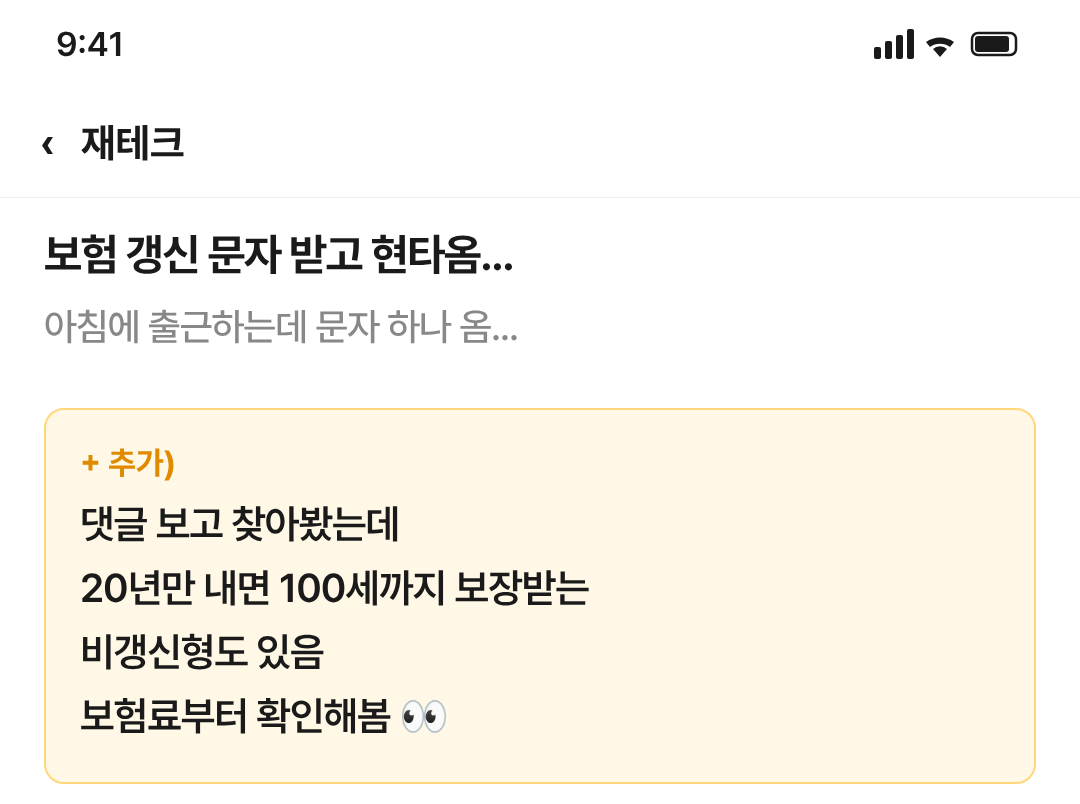 9:41
‹ 재테크
보험 갱신 문자 받고 현타옴...
아침에 출근하는데 문자 하나 옴...
+ 추가)
댓글 보고 찾아봤는데
20년만 내면 100세까지 보장받는
비갱신형도 있음
보험료부터 확인해봄 👀